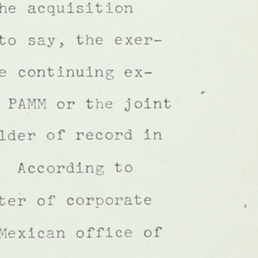 he acquisition
to say, the exer-
e continuing ex-
PAMM or the joint
lder of record in
According to
ter of corporate
Mexican office of